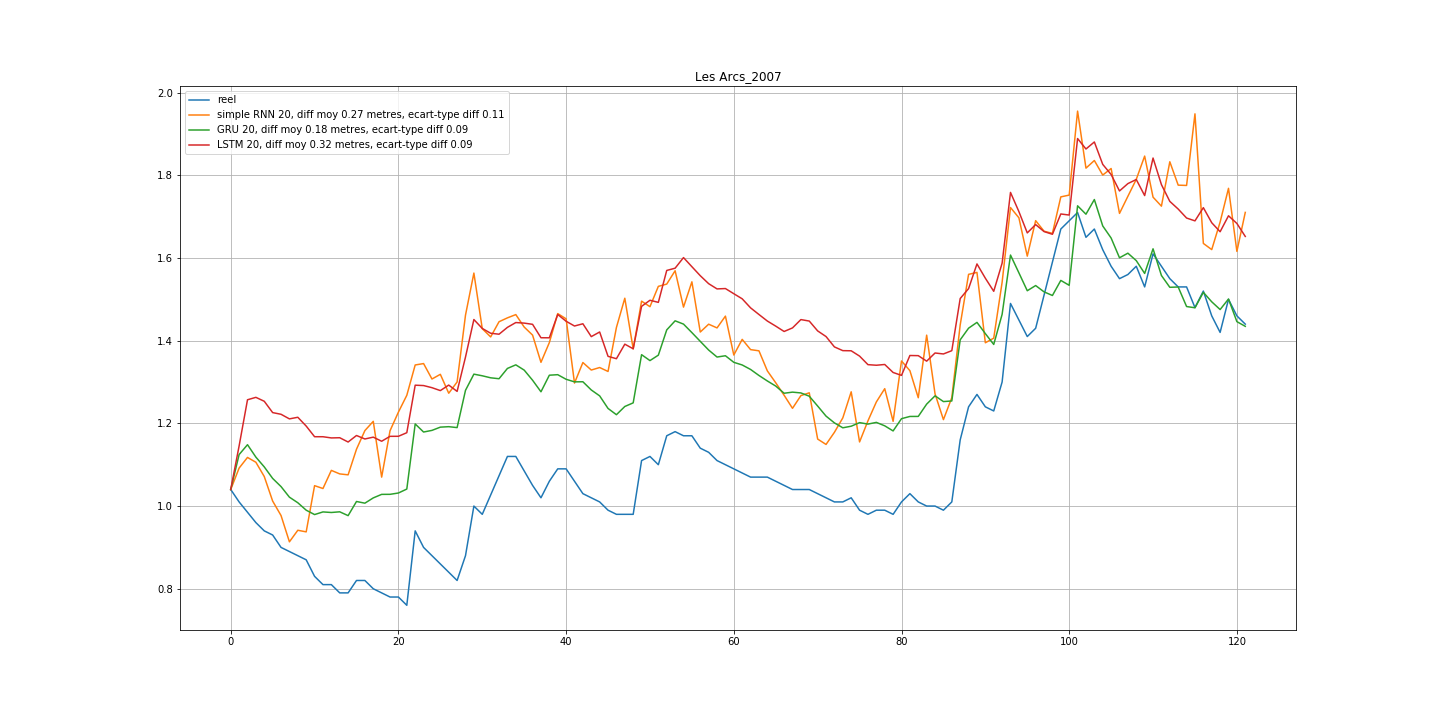 Les Arcs_2007
reel
simple RNN 20, diff moy 0.27 metres, ecart-type diff 0.11
GRU 20, diff moy 0.18 metres, ecart-type diff 0.09
LSTM 20, diff moy 0.32 metres, ecart-type diff 0.09
2.0
1.8
1.6
1.4
1.2
1.0
0.8
0 20 40 60 80 100 120